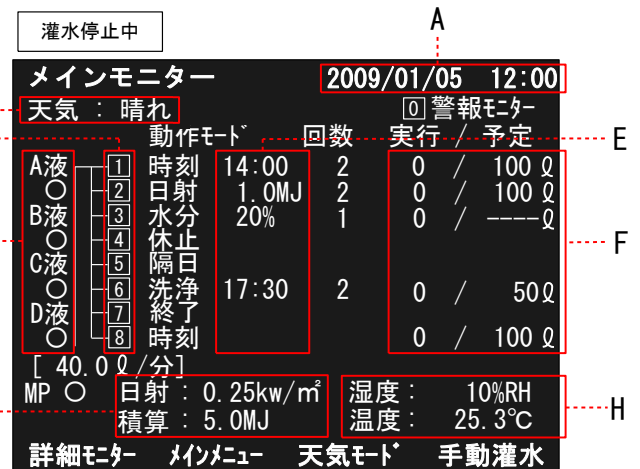 灌水停止中
A
メインモニター 2009/01/05 12:00
天気 : 晴れ 0 警報ﾓﾆﾀｰ
動作ﾓｰﾄﾞ 回数 実行 / 予定
E
A液 1 時刻 14:00 2 0 / 100 ℓ
○ 2 日射 1.0MJ 2 0 / 100 ℓ
B液 3 水分 20% 1 0 / ----ℓ
○ 4 休止
F
C液 5 隔日
○ 6 洗浄 17:30 2 0 / 50ℓ
D液 7 終了
○ 8 時刻 0 / 100 ℓ
[ 40.0 ℓ/分]
MP ○ 日射 : 0.25kw/㎡ 湿度 : 10%RH
H
積算 : 5.0MJ 温度 : 25.3℃
詳細ﾓﾆﾀｰ ﾒｲﾝﾒﾆｭー 天気ﾓｰﾄﾞ 手動灌水